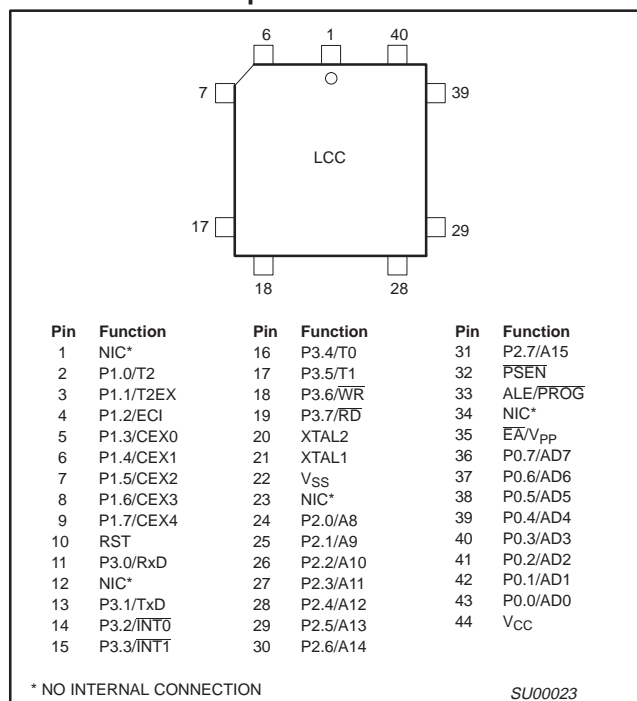 6 1 40
7 39
LCC
17 29
18 28
Pin Function Pin Function Pin Function
1 NIC* 16 P3.4/T0 31 P2.7/A15
2 P1.0/T2 17 P3.5/T1 32 PSEN
3 P1.1/T2EX 18 P3.6/WR 33 ALE/PROG
4 P1.2/ECI 19 P3.7/RD 34 NIC*
5 P1.3/CEX0 20 XTAL2 35 EA/VPP
6 P1.4/CEX1 21 XTAL1 36 P0.7/AD7
7 P1.5/CEX2 22 VSS 37 P0.6/AD6
8 P1.6/CEX3 23 NIC* 38 P0.5/AD5
9 P1.7/CEX4 24 P2.0/A8 39 P0.4/AD4
10 RST 25 P2.1/A9 40 P0.3/AD3
11 P3.0/RxD 26 P2.2/A10 41 P0.2/AD2
12 NIC* 27 P2.3/A11 42 P0.1/AD1
13 P3.1/TxD 28 P2.4/A12 43 P0.0/AD0
14 P3.2/INT0 29 P2.5/A13 44 VCC
15 P3.3/INT1 30 P2.6/A14
* NO INTERNAL CONNECTION SU00023